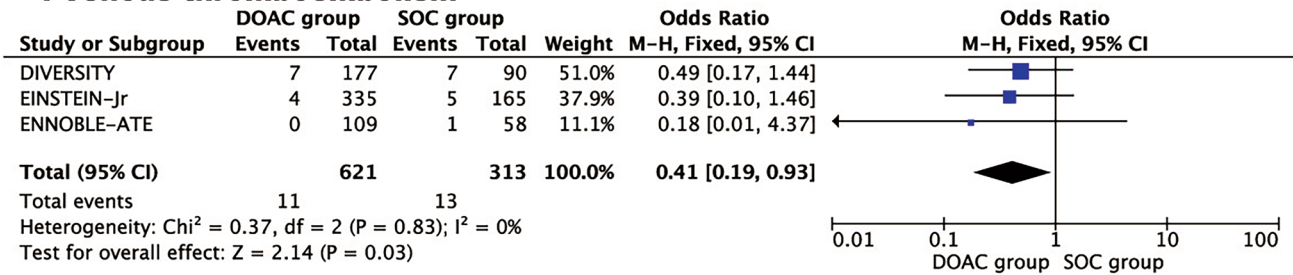 DOAC group SOC group Odds Ratio Odds Ratio
Study or Subgroup Events Total Events Total Weight M-H, Fixed, 95% CI M-H, Fixed, 95% CI
DIVERSITY 7 177 7 90 51.0% 0.49 [0.17, 1.44]
EINSTEIN-Jr 4 335 5 165 37.9% 0.39 [0.10, 1.46]
ENNOBLE-ATE 0 109 1 58 11.1% 0.18 [0.01, 4.37]
Total (95% CI) 621 313 100.0% 0.41 [0.19, 0.93]
Total events 11 13
Heterogeneity: Chi² = 0.37, df = 2 (P = 0.83); I² = 0%
Test for overall effect: Z = 2.14 (P = 0.03)
0.01 0.1 1 10 100
DOAC group SOC group